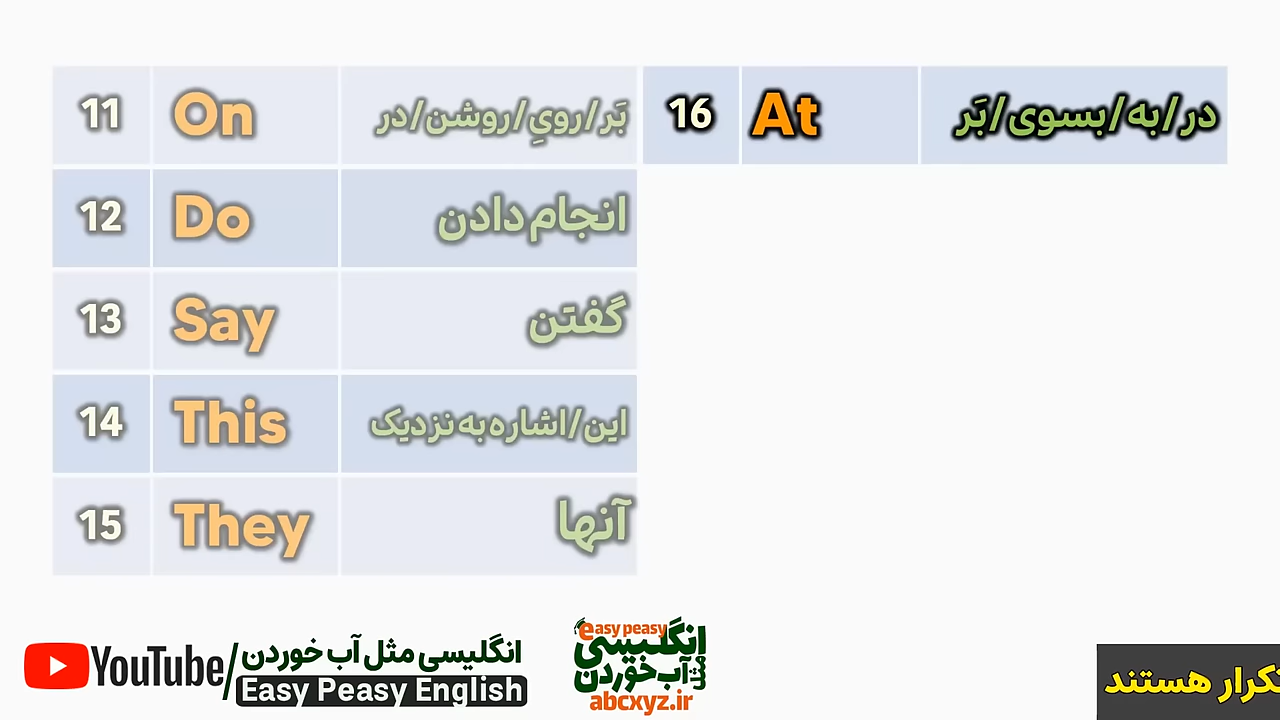 11 On بَر/رویِ/روشن/در
12 Do انجام دادن
13 Say گفتن
14 This این/اشاره به نزدیک
15 They آنها
16 At در/به/بسوی/بَر
YouTube/انگلیسی مثل آب خوردن
Easy Peasy English
easy peasy
انگلیسی
مثل آب خوردن
abcxyz.ir
تکرار هستند